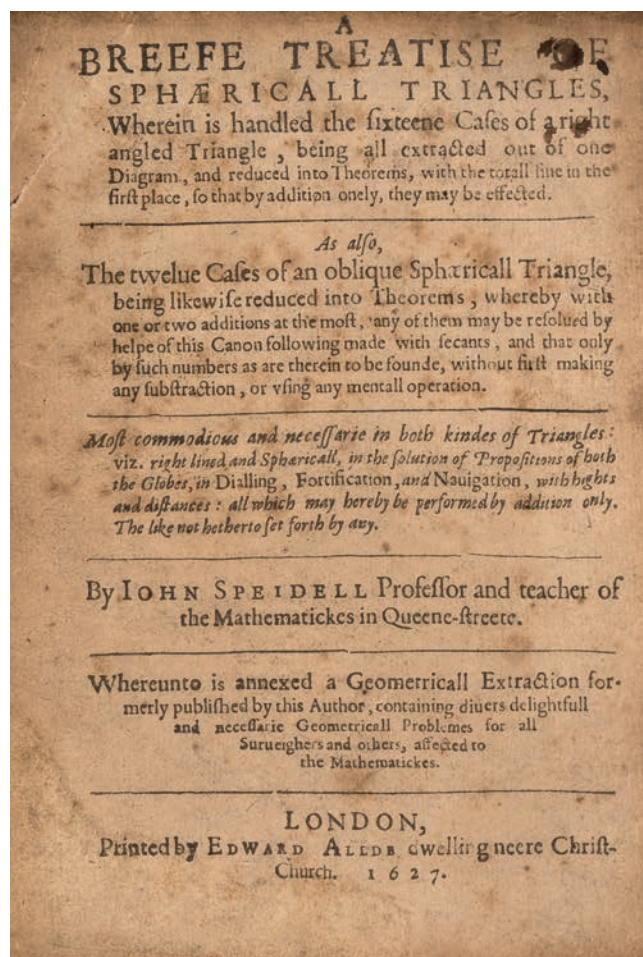 A
BREEFE TREATISE OF
SPHÆRICALL TRIANGLES,
Wherein is handled the ſixteene Caſes of a right
angled Triangle, being all extracted out of one
Diagram, and reduced into Theorems, with the totall ſine in the
firſt place, ſo that by addition onely, they may be effected.
As alſo,
The twelue Caſes of an oblique Sphæricall Triangle,
being likewiſe reduced into Theorems, whereby with
one or two additions at the moſt, any of them may be reſolued by
helpe of this Canon following made with ſecants, and that only
by ſuch numbers as are therein to be founde, without firſt making
any ſubſtraction, or vſing any mentall operation.
Moſt commodious and neceſſarie in both kindes of Triangles:
viz. right lined and Sphæricall, in the ſolution of Propoſitions of both
the Globes, in Dialling, Fortification, and Nauigation, with hights
and diſtances: all which may hereby be performed by addition only.
The like not hetherto ſet forth by any.
By IOHN SPEIDELL Profeſſor and teacher of
the Mathematickes in Queene-ſtreete.
Whereunto is annexed a Geometricall Extraction for-
merly publiſhed by this Author, containing diuers delightfull
and neceſſarie Geometricall Problemes for all
Surueighers and others, affected to
the Mathematickes.
LONDON,
Printed by EDWARD ALLDE dwelling neere Chriſt-
Church. 1627.